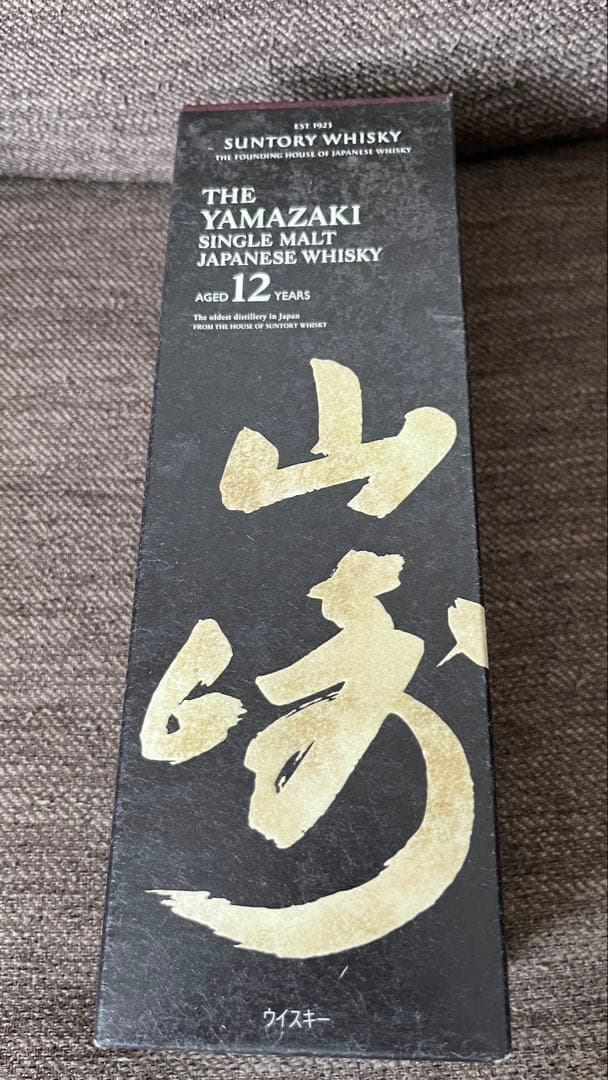 EST 1923
SUNTORY WHISKY
THE FOUNDING HOUSE OF JAPANESE WHISKY
THE
YAMAZAKI
SINGLE MALT
JAPANESE WHISKY
AGED 12 YEARS
The oldest distillery in Japan
FROM THE HOUSE OF SUNTORY WHISKY
山崎
ウイスキー